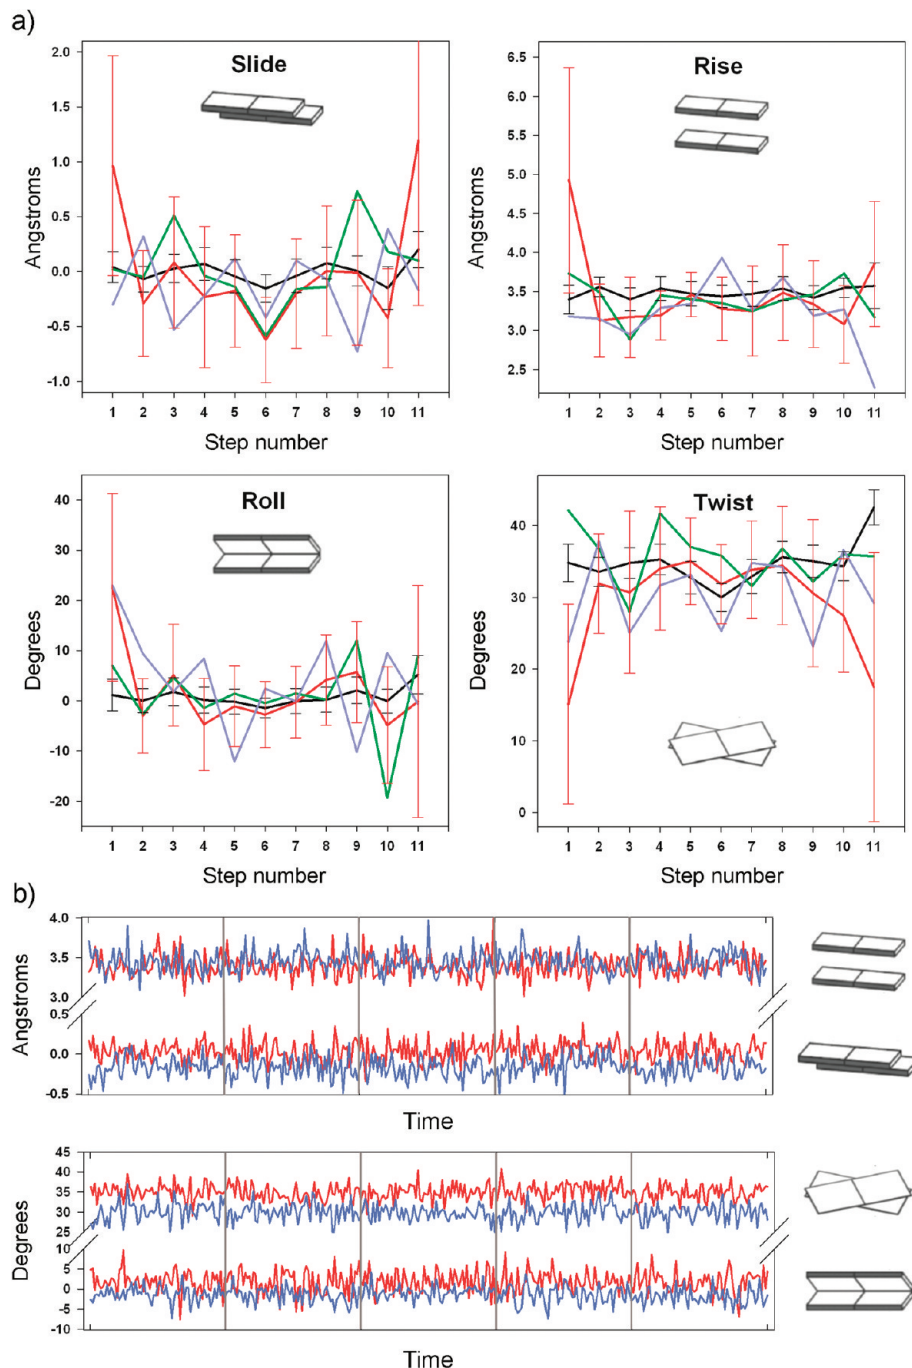 a)
Slide
Angstroms
2.0
1.5
1.0
0.5
0.0
-0.5
-1.0
1 2 3 4 5 6 7 8 9 10 11
Step number
Rise
Angstroms
6.5
6.0
5.5
5.0
4.5
4.0
3.5
3.0
2.5
1 2 3 4 5 6 7 8 9 10 11
Step number
Roll
Degrees
40
30
20
10
0
-10
-20
1 2 3 4 5 6 7 8 9 10 11
Step number
Twist
Degrees
40
30
20
10
0
1 2 3 4 5 6 7 8 9 10 11
Step number
b)
Angstroms
4.0
3.5
3.0
0.5
0.0
-0.5
Time
Degrees
45
40
35
30
25
10
5
0
-5
-10
Time